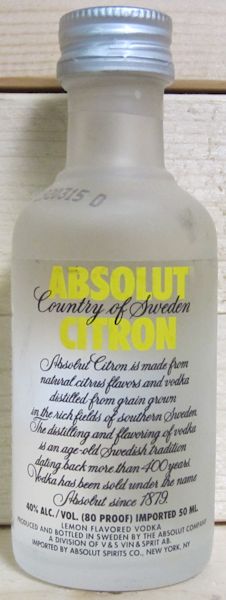 20315 0
ABSOLUT
Country of Sweden
CITRON
Absolut Citron is made from
natural citrus flavors and vodka
distilled from grain grown
in the rich fields of southern Sweden.
The distilling and flavoring of vodka
is an age-old Swedish tradition
dating back more than 400 years.
Vodka has been sold under the name
Absolut since 1879.
40% ALC./VOL. (80 PROOF) IMPORTED 50 ML.
LEMON FLAVORED VODKA
PRODUCED AND BOTTLED IN SWEDEN BY THE ABSOLUT COMPANY
A DIVISION OF V&S VIN & SPRIT AB.
IMPORTED BY ABSOLUT SPIRITS CO., NEW YORK, NY